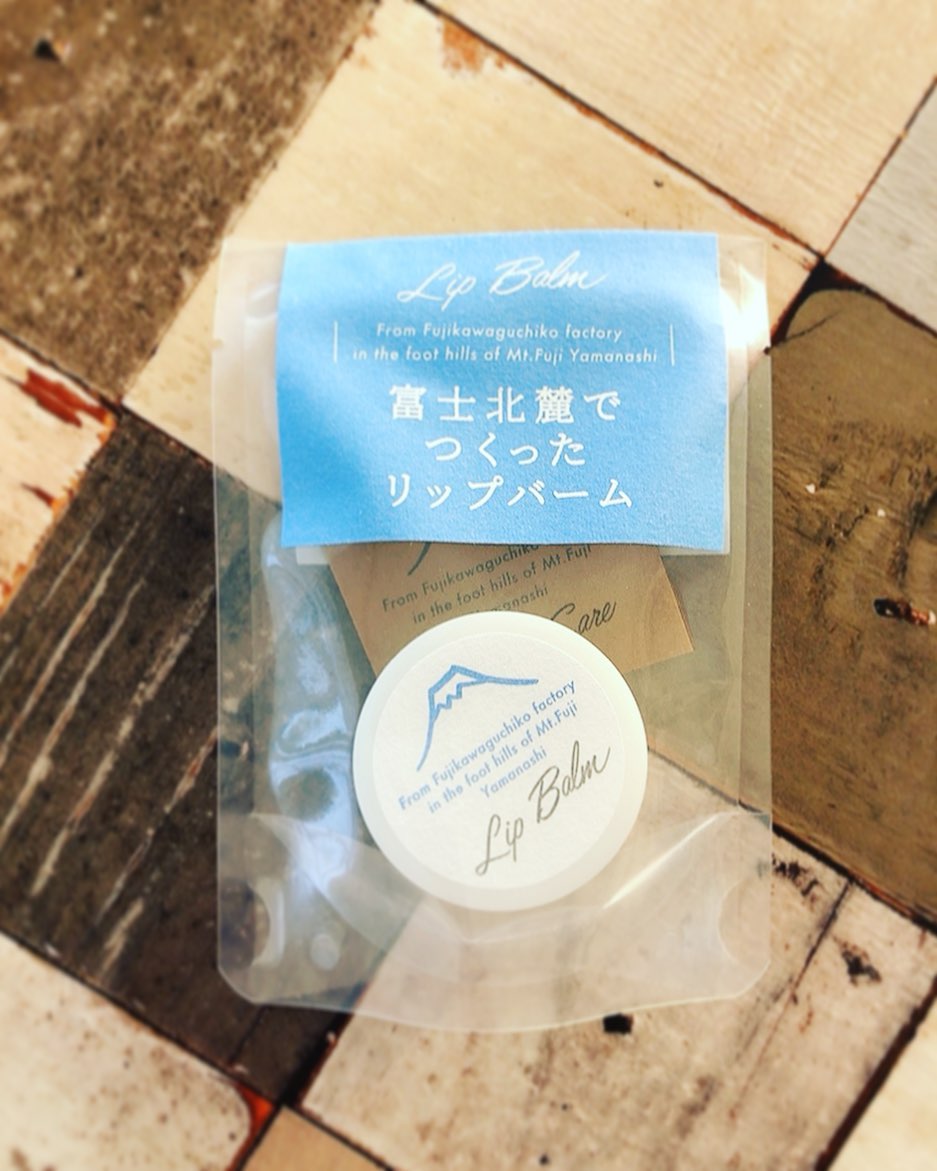 Lip Balm
From Fujikawaguchiko factory
in the foot hills of Mt.Fuji Yamanashi
富士北麓で
つくった
リップバーム
From Fujikawaguchiko
in the foot hills of Mt.Fuji
Care
From Fujikawaguchiko factory
in the foot hills of Mt.Fuji
Yamanashi
Lip Balm